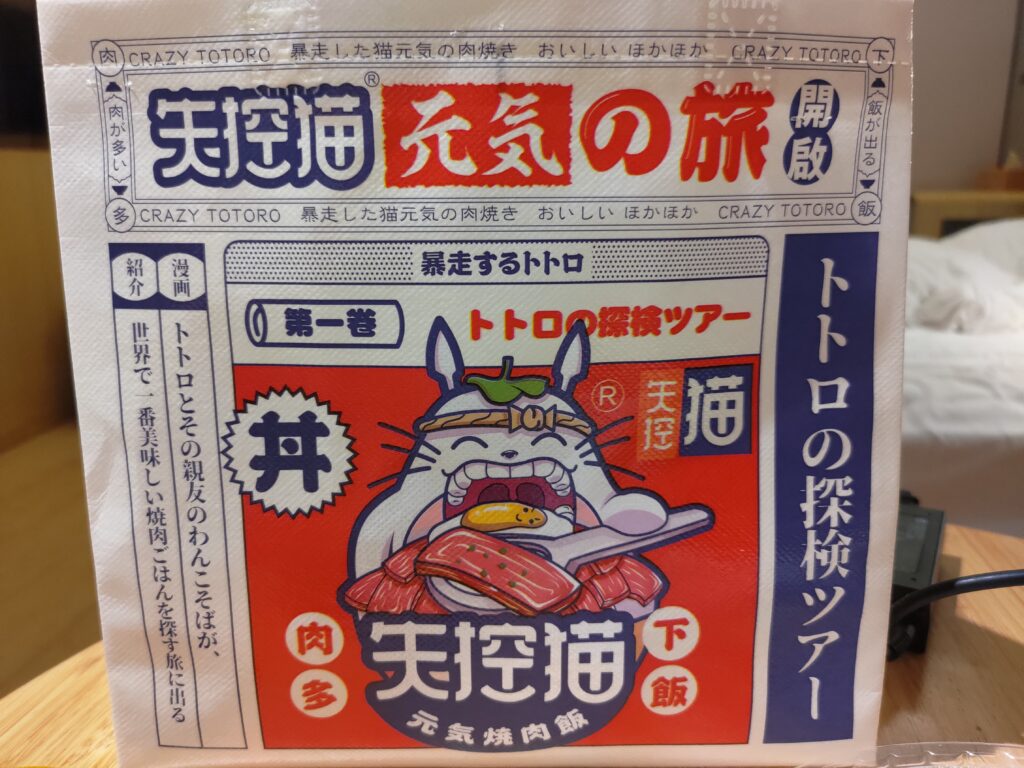 肉 CRAZY TOTORO 暴走した猫元気の肉焼き おいしい ほかほか CRAZY TOTORO 下
肉が多い
失控猫® 元気の旅 開啟
飯が出る
多 CRAZY TOTORO 暴走した猫元気の肉焼き おいしい ほかほか CRAZY TOTORO 飯
漫画
紹介
トトロとその親友のわんこそばが、
世界で一番美味しい焼肉ごはんを探す旅に出る
暴走するトトロ
第一巻
トトロの探検ツアー
丼
® 失控猫
肉多
失控猫
下飯
元気焼肉飯
トトロの探検ツアー